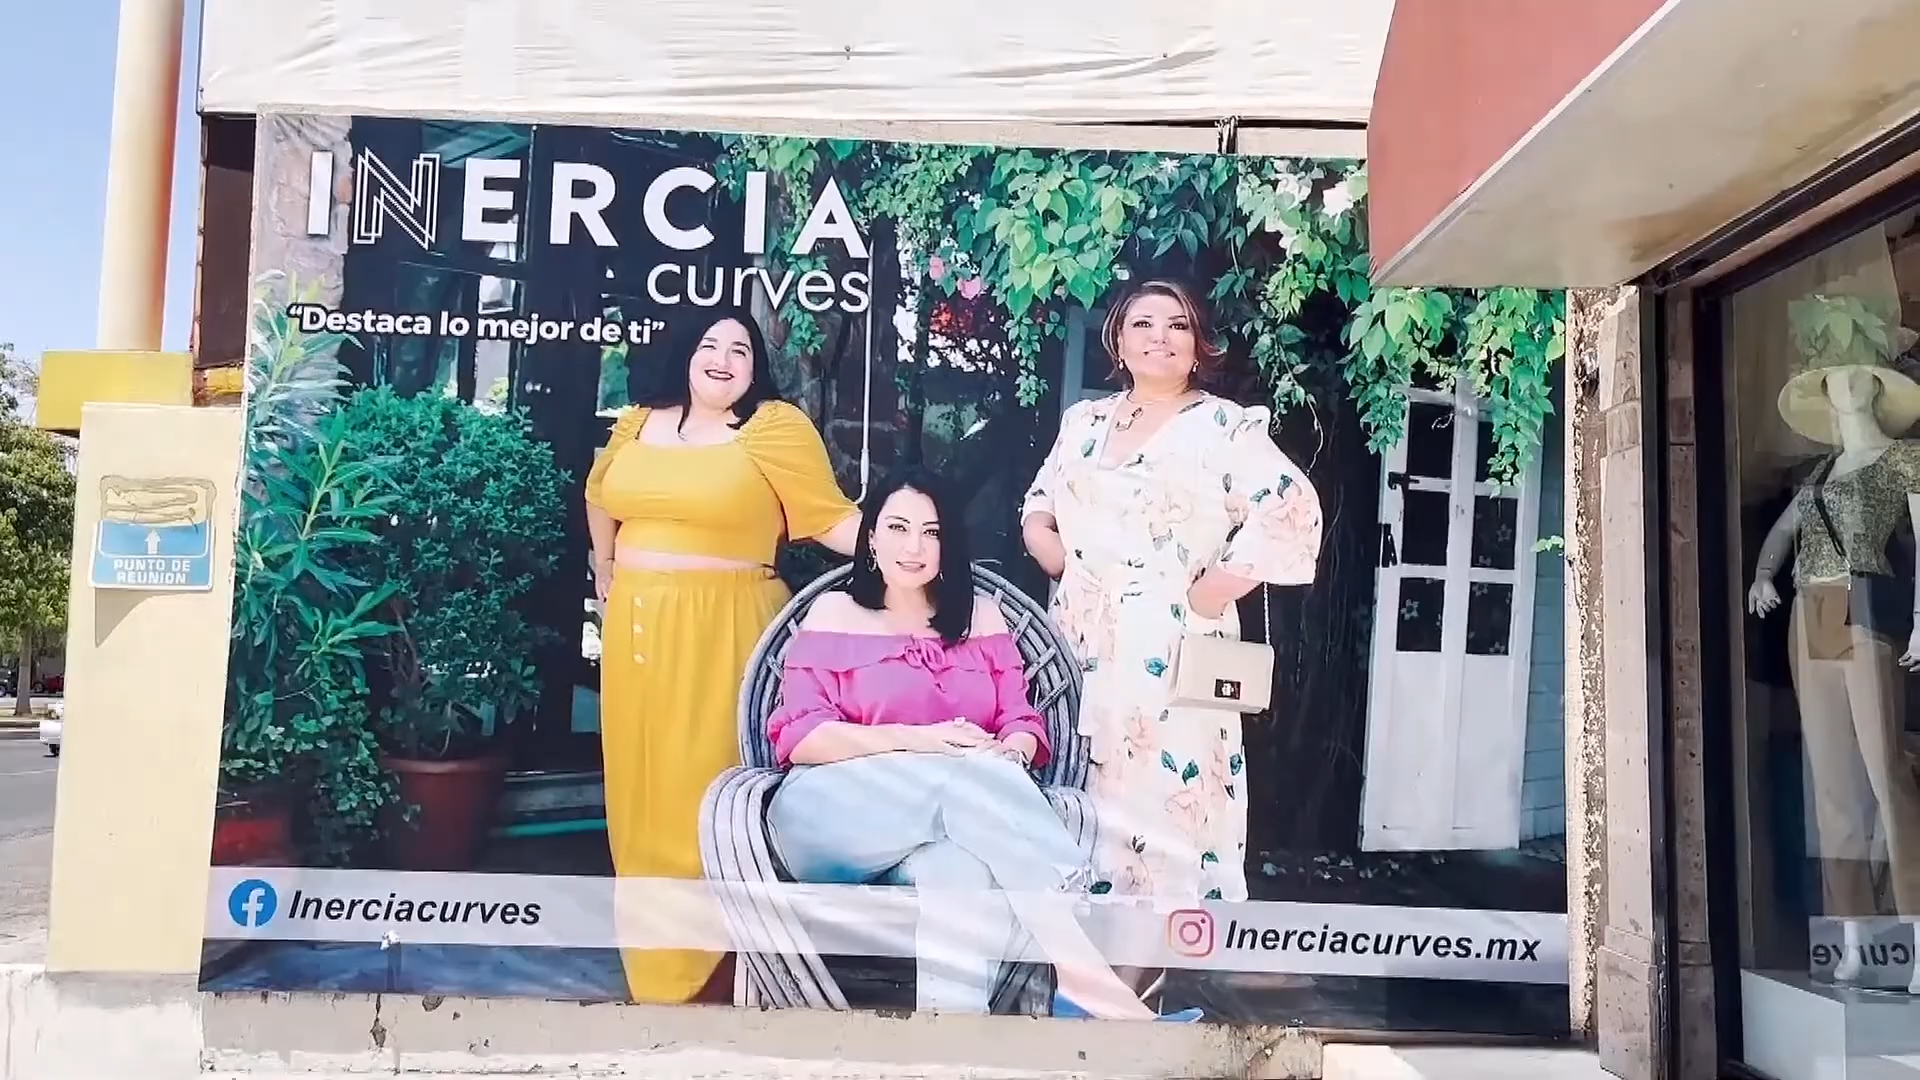 INERCIA
curves
“Destaca lo mejor de ti”
PUNTO DE
REUNION
Inerciacurves
Inerciacurves.mx